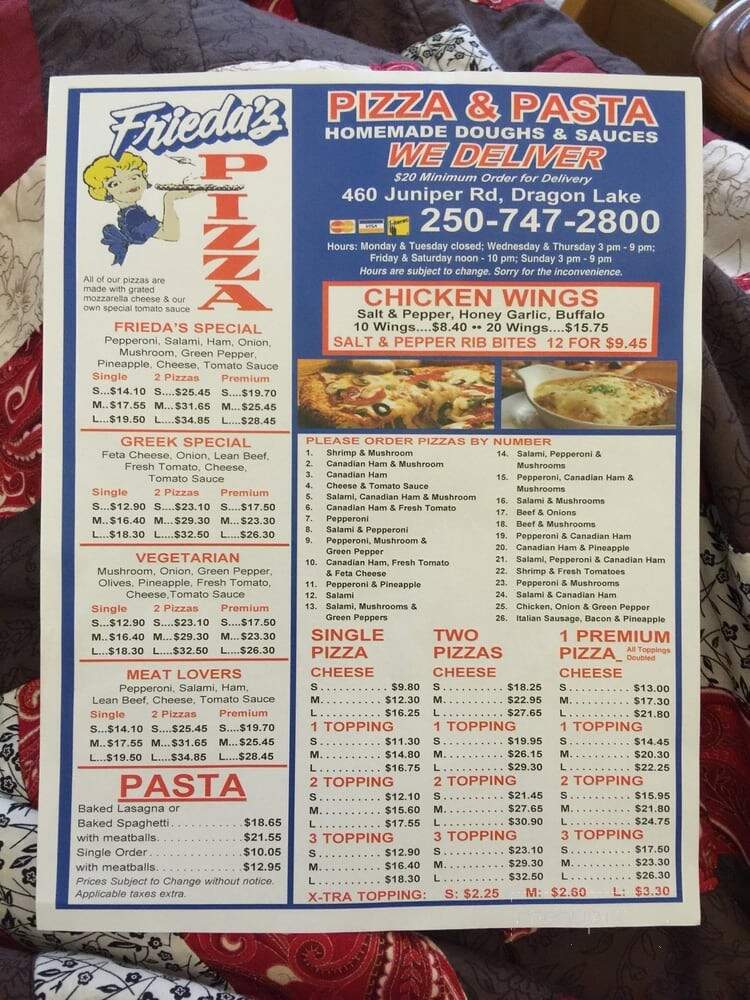 Frieda's
PIZZA
All of our pizzas are
made with grated
mozzarella cheese & our
own special tomato sauce
FRIEDA'S SPECIAL
Pepperoni, Salami, Ham, Onion,
Mushroom, Green Pepper,
Pineapple, Cheese, Tomato Sauce
Single 2 Pizzas Premium
S...$14.10 S....$25.45 S....$19.70
M..$17.55 M...$31.65 M...$25.45
L...$19.50 L....$34.85 L....$28.45
GREEK SPECIAL
Feta Cheese, Onion, Lean Beef,
Fresh Tomato, Cheese,
Tomato Sauce
Single 2 Pizzas Premium
S...$12.90 S....$23.10 S....$17.50
M..$16.40 M...$29.30 M...$23.30
L...$18.30 L....$32.50 L....$26.30
VEGETARIAN
Mushroom, Onion, Green Pepper,
Olives, Pineapple, Fresh Tomato,
Cheese,Tomato Sauce
Single 2 Pizzas Premium
S...$12.90 S....$23.10 S....$17.50
M..$16.40 M...$29.30 M...$23.30
L...$18.30 L....$32.50 L....$26.30
MEAT LOVERS
Pepperoni, Salami, Ham,
Lean Beef, Cheese, Tomato Sauce
Single 2 Pizzas Premium
S...$14.10 S....$25.45 S....$19.70
M..$17.55 M...$31.65 M...$25.45
L...$19.50 L....$34.85 L....$28.45
PASTA
Baked Lasagna or
Baked Spaghetti.............$18.65
with meatballs...............$21.55
Single Order..................$10.05
with meatballs...............$12.95
Prices Subject to Change without notice.
Applicable taxes extra.
PIZZA & PASTA
HOMEMADE DOUGHS & SAUCES
WE DELIVER
$20 Minimum Order for Delivery
460 Juniper Rd, Dragon Lake
VISA 250-747-2800
Hours: Monday & Tuesday closed; Wednesday & Thursday 3 pm - 9 pm;
Friday & Saturday noon - 10 pm; Sunday 3 pm - 9 pm
Hours are subject to change. Sorry for the inconvenience.
CHICKEN WINGS
Salt & Pepper, Honey Garlic, Buffalo
10 Wings....$8.40 •• 20 Wings....$15.75
SALT & PEPPER RIB BITES 12 FOR $9.45
PLEASE ORDER PIZZAS BY NUMBER
1. Shrimp & Mushroom
2. Canadian Ham & Mushroom
3. Canadian Ham
4. Cheese & Tomato Sauce
5. Salami, Canadian Ham & Mushroom
6. Canadian Ham & Fresh Tomato
7. Pepperoni
8. Salami & Pepperoni
9. Pepperoni, Mushroom &
Green Pepper
10. Canadian Ham, Fresh Tomato
& Feta Cheese
11. Pepperoni & Pineapple
12. Salami
13. Salami, Mushrooms &
Green Peppers
14. Salami, Pepperoni &
Mushrooms
15. Pepperoni, Canadian Ham &
Mushrooms
16. Salami & Mushrooms
17. Beef & Onions
18. Beef & Mushrooms
19. Pepperoni & Canadian Ham
20. Canadian Ham & Pineapple
21. Salami, Pepperoni & Canadian Ham
22. Shrimp & Fresh Tomatoes
23. Pepperoni & Mushrooms
24. Salami & Canadian Ham
25. Chicken, Onion & Green Pepper
26. Italian Sausage, Bacon & Pineapple
SINGLE
PIZZA
CHEESE
S.......... $9.80
M.......... $12.30
L.......... $16.25
1 TOPPING
S.......... $11.30
M.......... $14.80
L.......... $16.75
2 TOPPING
S.......... $12.10
M.......... $15.60
L.......... $17.55
3 TOPPING
S.......... $12.90
M.......... $16.40
L.......... $18.30
TWO
PIZZAS
CHEESE
S.......... $18.25
M.......... $22.95
L.......... $27.65
1 TOPPING
S.......... $19.95
M.......... $26.15
L.......... $29.30
2 TOPPING
S.......... $21.45
M.......... $27.65
L.......... $30.90
3 TOPPING
S.......... $23.10
M.......... $29.30
L.......... $32.50
1 PREMIUM
PIZZA_ All Toppings
Doubled
CHEESE
S.......... $13.00
M.......... $17.30
L.......... $21.80
1 TOPPING
S.......... $14.45
M.......... $20.30
L.......... $22.25
2 TOPPING
S.......... $15.95
M.......... $21.80
L.......... $24.75
3 TOPPING
S.......... $17.50
M.......... $23.30
L.......... $26.30
X-TRA TOPPING: S: $2.25 M: $2.60 L: $3.30